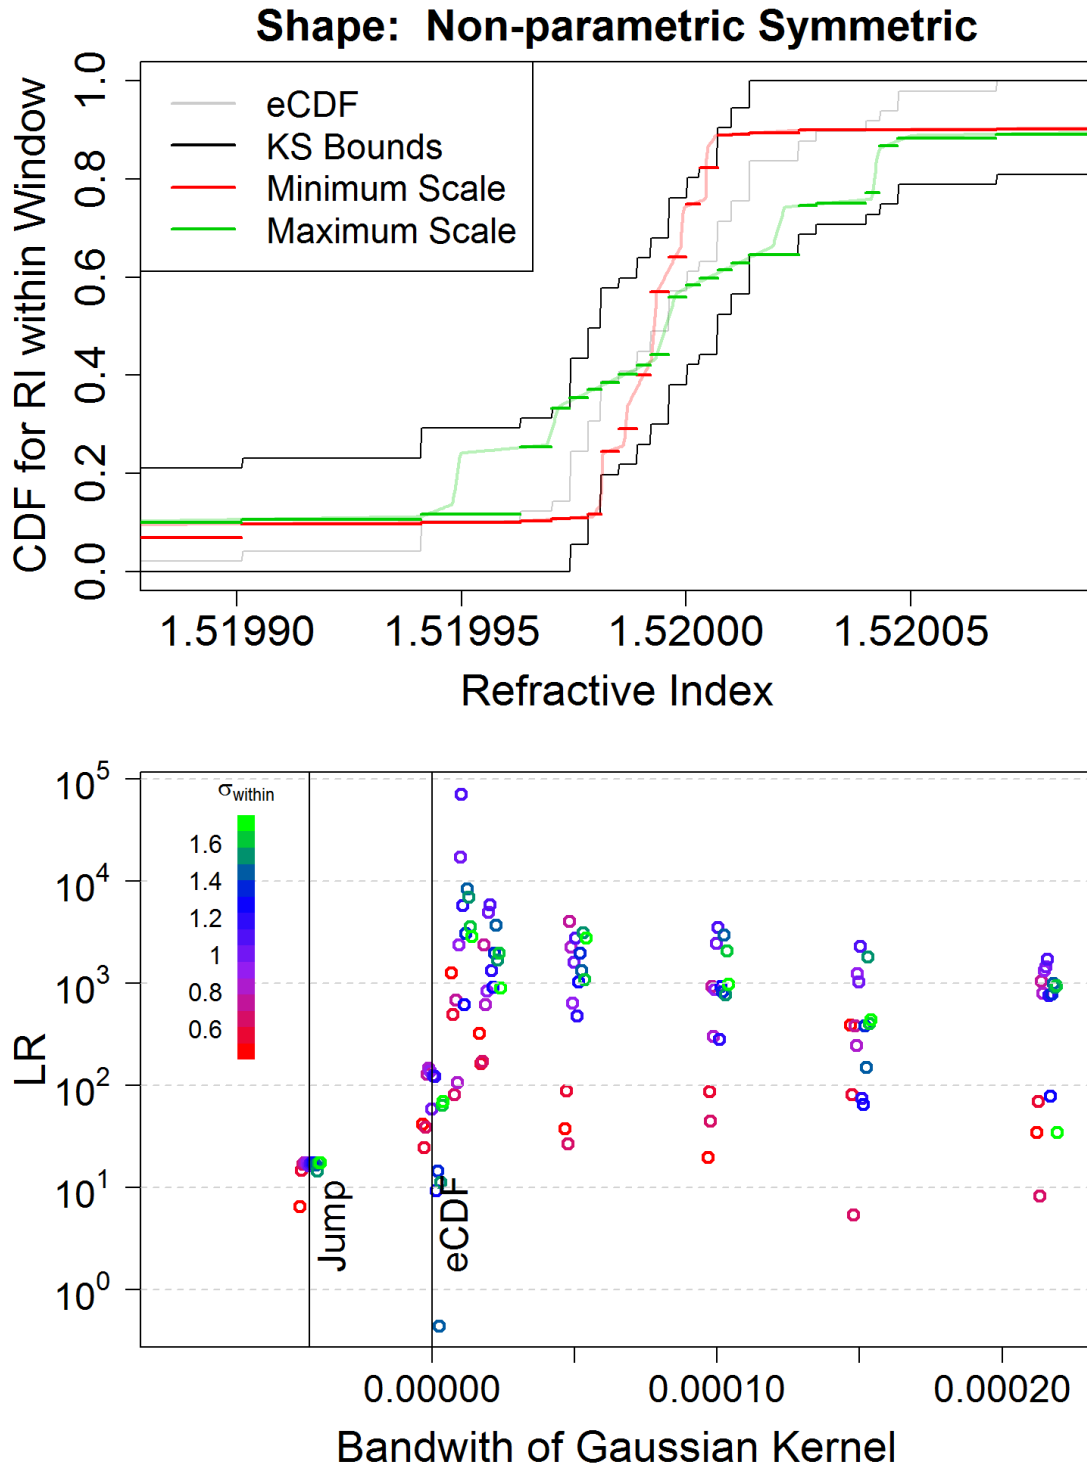 Shape: Non-parametric Symmetric
CDF for RI within Window
1.0
0.8
0.6
0.4
0.2
0.0
eCDF
KS Bounds
Minimum Scale
Maximum Scale
1.51990 1.51995 1.52000 1.52005
Refractive Index
LR
10^5
10^4
10^3
10^2
10^1
10^0
σwithin
1.6
1.4
1.2
1
0.8
0.6
Jump
eCDF
0.00000 0.00010 0.00020
Bandwith of Gaussian Kernel